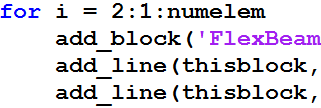 for i = 2:1:numelem
add_block('FlexBeam
add_line(thisblock,
add_line(thisblock,